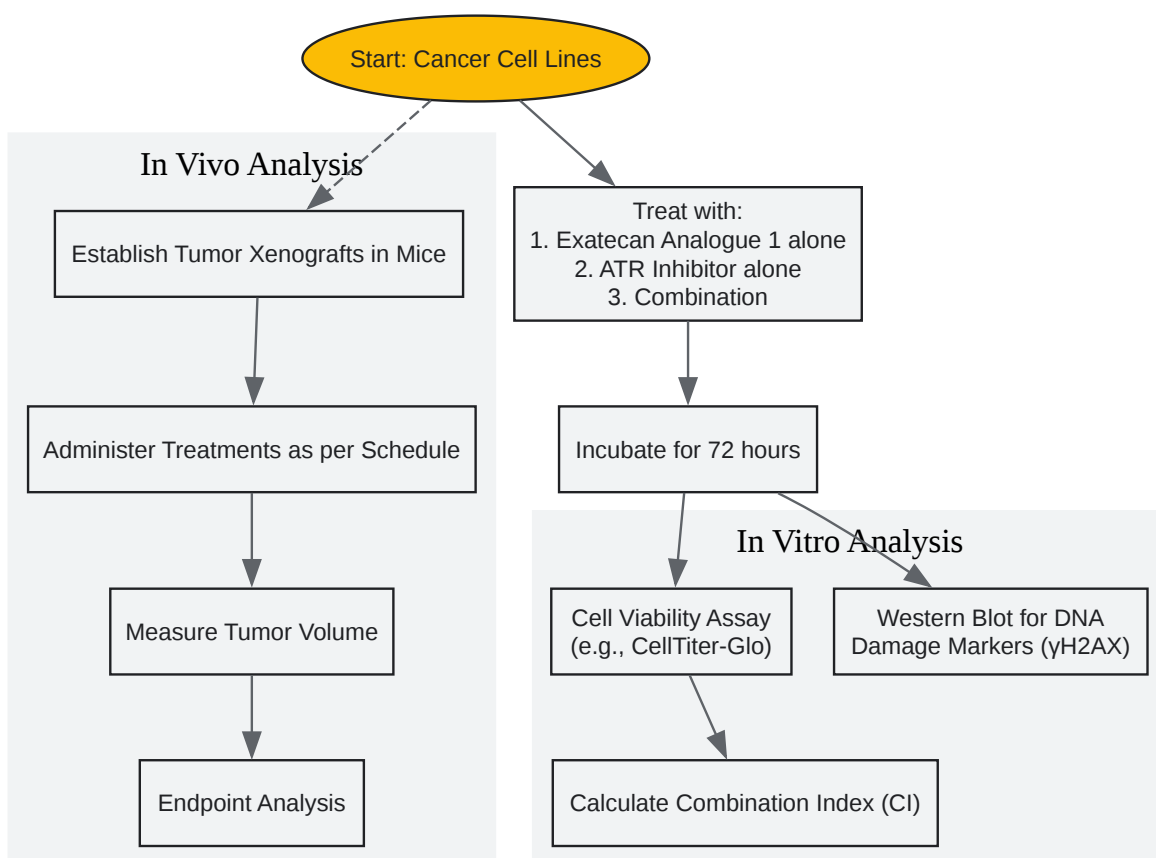 Start: Cancer Cell Lines
In Vivo Analysis
Establish Tumor Xenografts in Mice
Administer Treatments as per Schedule
Measure Tumor Volume
Endpoint Analysis
Treat with:
1. Exatecan Analogue 1 alone
2. ATR Inhibitor alone
3. Combination
Incubate for 72 hours
In Vitro Analysis
Cell Viability Assay
(e.g., CellTiter-Glo)
Western Blot for DNA
Damage Markers (γH2AX)
Calculate Combination Index (CI)